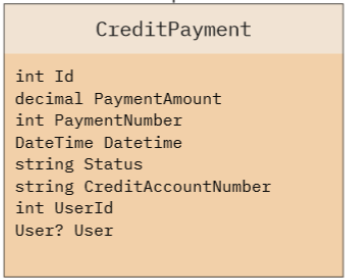 CreditPayment
int Id
decimal PaymentAmount
int PaymentNumber
DateTime Datetime
string Status
string CreditAccountNumber
int UserId
User? User